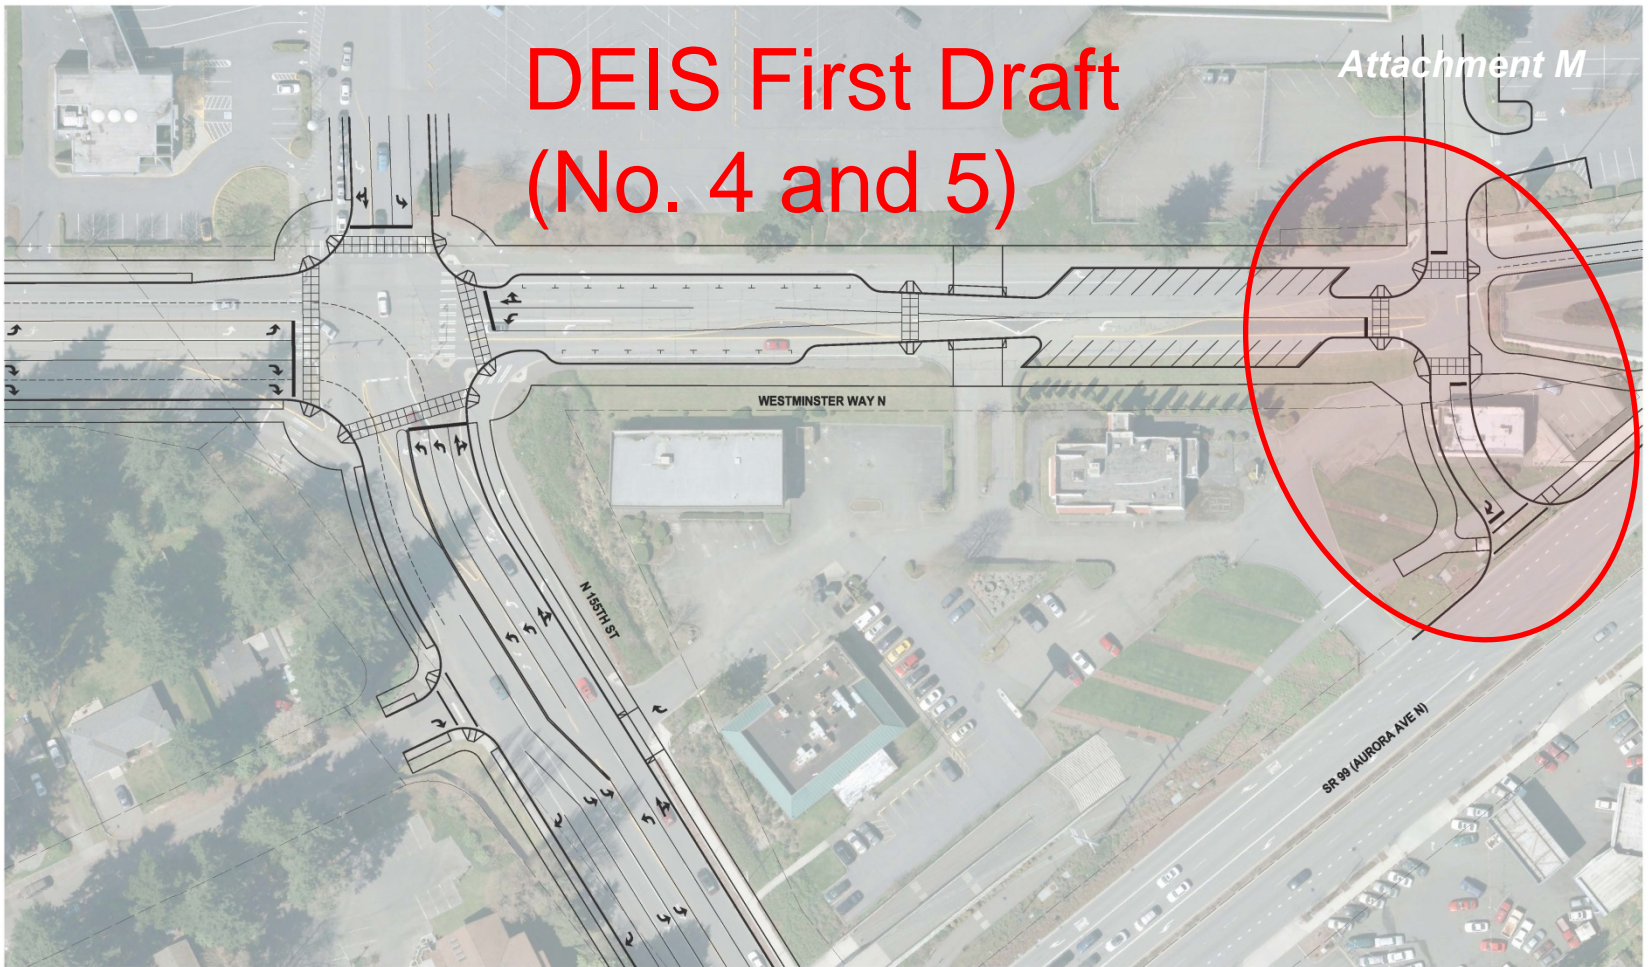 DEIS First Draft
(No. 4 and 5)
Attachment M
WESTMINSTER WAY N
N 155TH ST
SR 99 (AURORA AVE N)